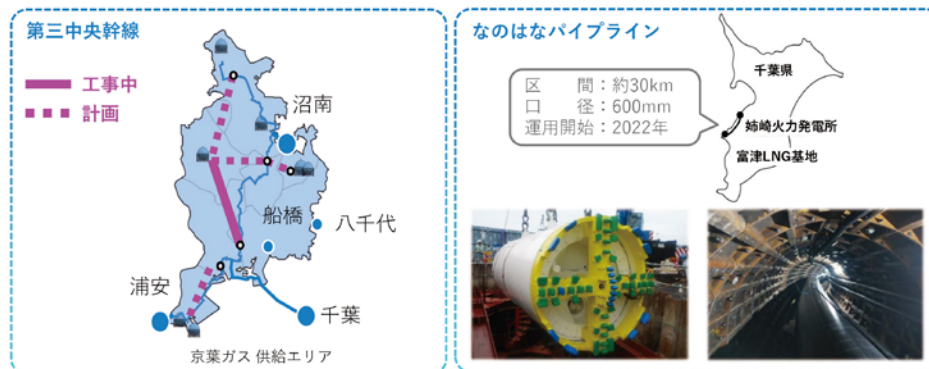 第三中央幹線
工事中
計画
沼南
船橋
八千代
浦安
千葉
京葉ガス 供給エリア
なのはなパイプライン
区　　間：約30km
口　　径：600mm
運用開始：2022年
千葉県
姉崎火力発電所
富津LNG基地